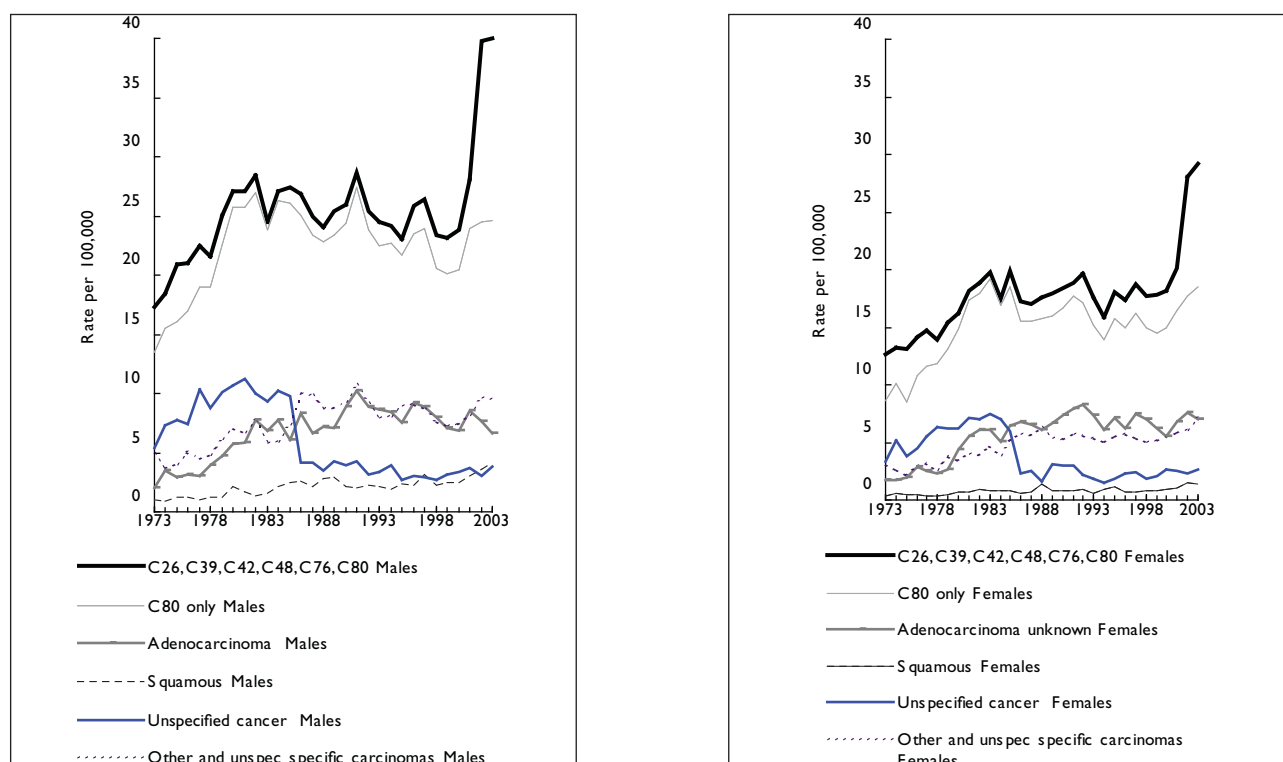 40
35
30
25
20
15
10
5
0
Rate per 100,000
1973 1978 1983 1988 1993 1998 2003
C26,C39,C42,C48,C76,C80 Males
C80 only Males
Adenocarcinoma Males
Squamous Males
Unspecified cancer Males
Other and unspec specific carcinomas Males
40
35
30
25
20
15
10
5
0
Rate per 100,000
1973 1978 1983 1988 1993 1998 2003
C26,C39,C42,C48,C76,C80 Females
C80 only Females
Adenocarcinoma unknown Females
Squamous Females
Unspecified cancer Females
Other and unspec specific carcinomas
Females